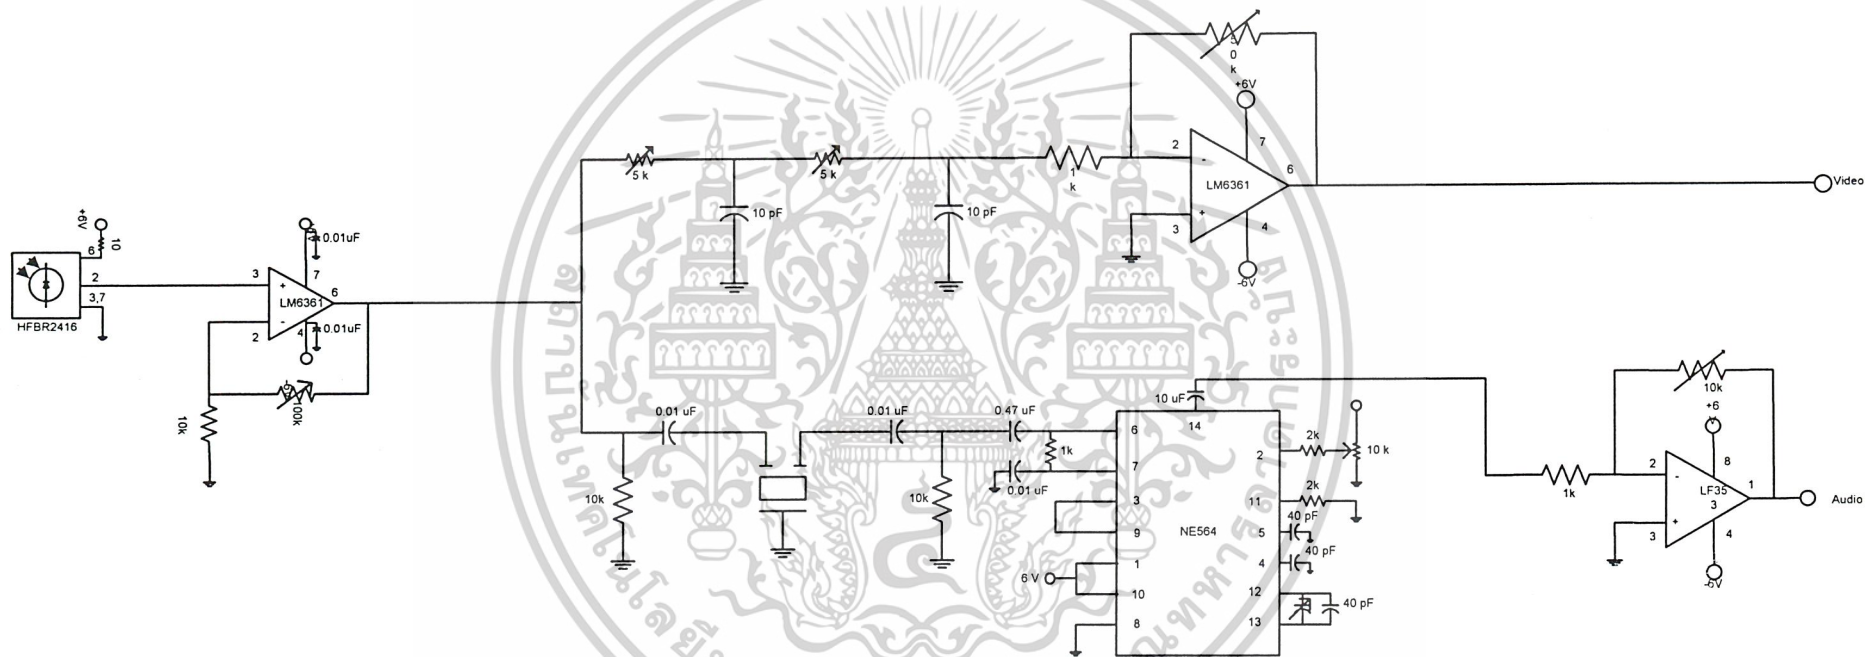 5
0
k
+6V
7
2
-
LM6361
6
+
3
4
-6V
Video
5 k
5 k
1
k
10 pF
10 pF
+6V
10
6
2
3,7
HFBR2416
0.01uF
7
3
+
LM6361
6
-
2
4
0.01uF
100k
10k
0.01 uF
10k
0.01 uF
10k
0.47 uF
1k
0.01 uF
10 uF
14
6
7
3
9
1
10
8
6 V
NE564
2
11
5
4
12
13
2k
10 k
2k
40 pF
40 pF
40 pF
10k
+6
V
8
2
-
LF35
3
1
+
3
4
-6V
1k
Audio